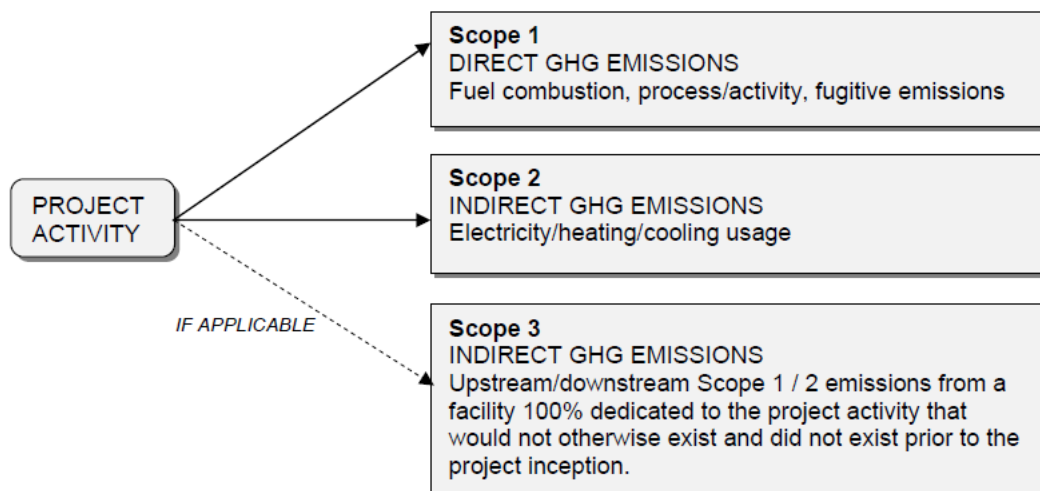 Scope 1
DIRECT GHG EMISSIONS
Fuel combustion, process/activity, fugitive emissions
PROJECT
ACTIVITY
Scope 2
INDIRECT GHG EMISSIONS
Electricity/heating/cooling usage
IF APPLICABLE
Scope 3
INDIRECT GHG EMISSIONS
Upstream/downstream Scope 1 / 2 emissions from a
facility 100% dedicated to the project activity that
would not otherwise exist and did not exist prior to the
project inception.